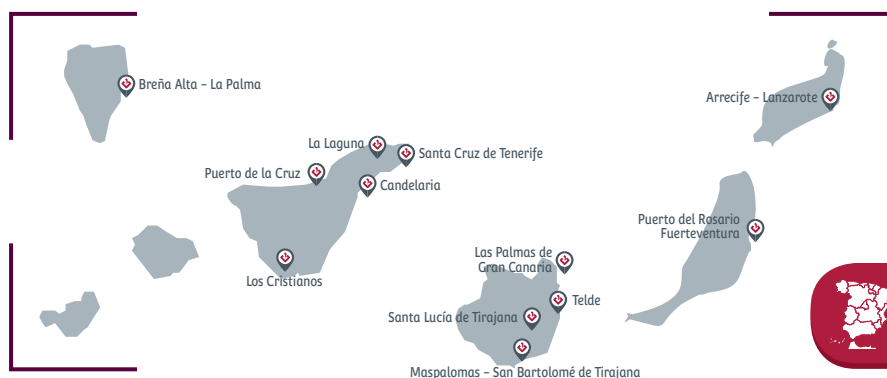 Breña Alta – La Palma
Arrecife – Lanzarote
La Laguna
Santa Cruz de Tenerife
Puerto de la Cruz
Candelaria
Puerto del Rosario
Fuerteventura
Las Palmas de
Gran Canaria
Los Cristianos
Telde
Santa Lucía de Tirajana
Maspalomas – San Bartolomé de Tirajana